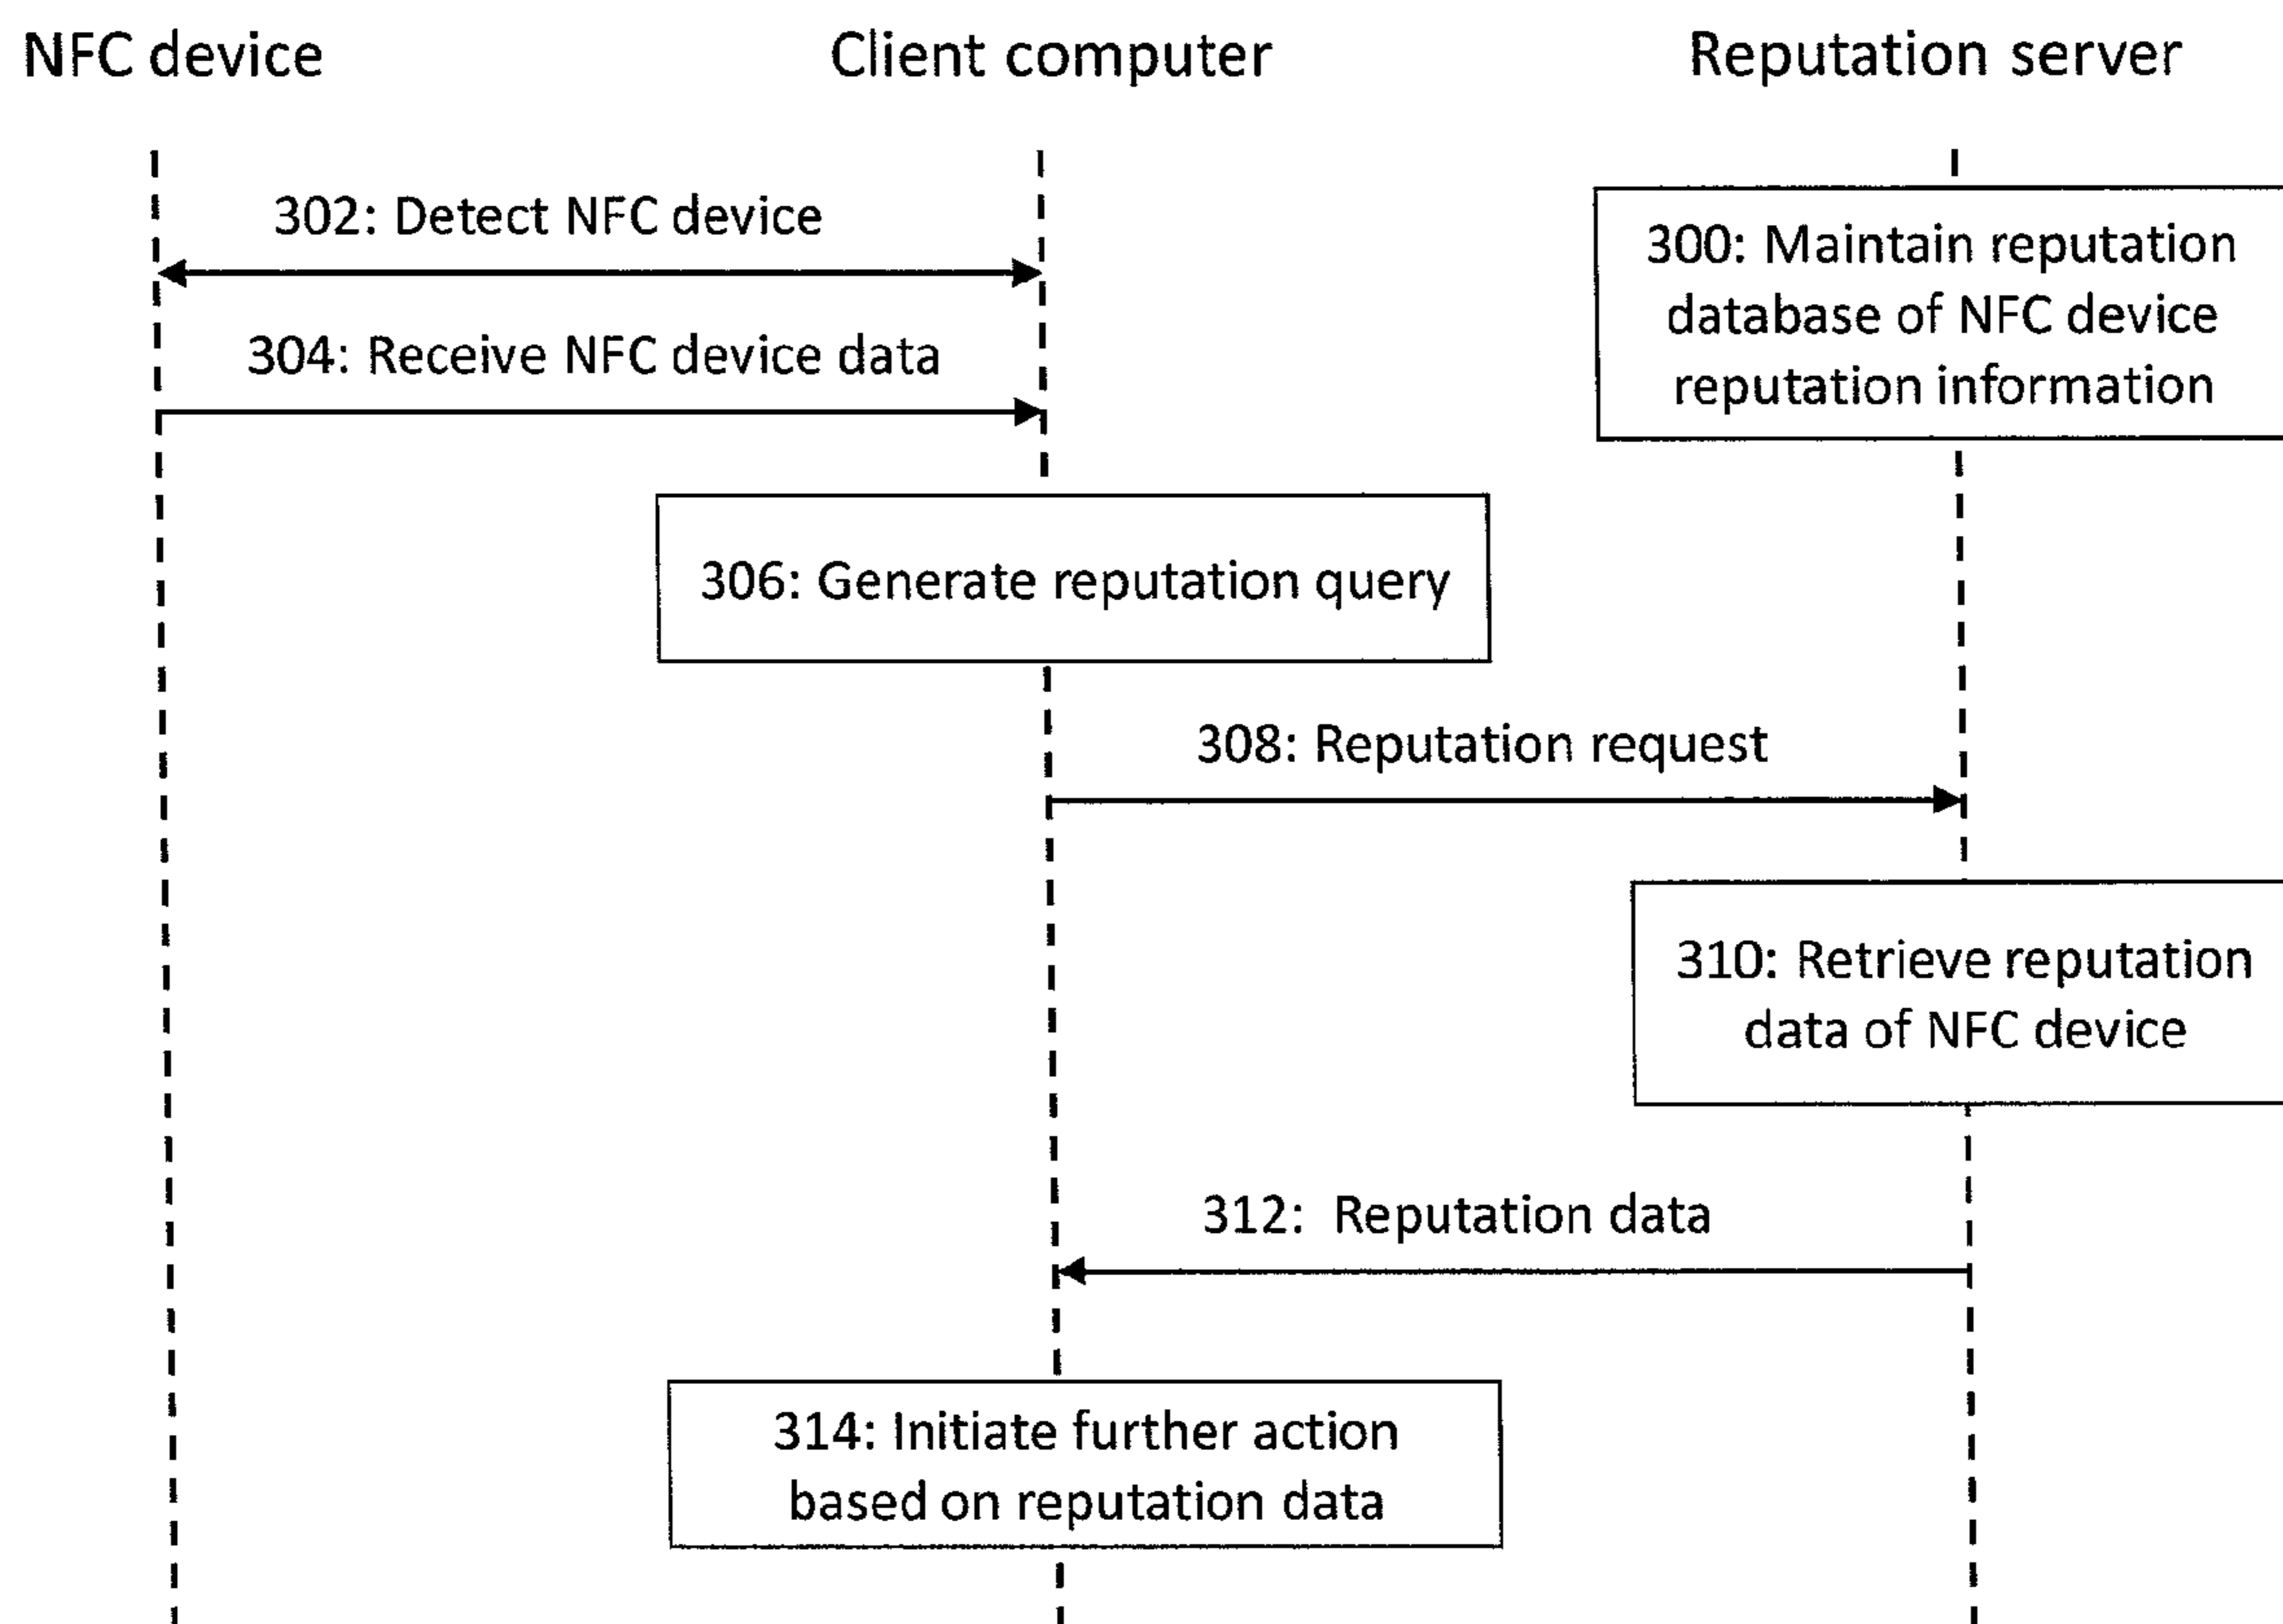 NFC device
Client computer
Reputation server
302: Detect NFC device
300: Maintain reputation
database of NFC device
reputation information
304: Receive NFC device data
306: Generate reputation query
308: Reputation request
310: Retrieve reputation
data of NFC device
312: Reputation data
314: Initiate further action
based on reputation data